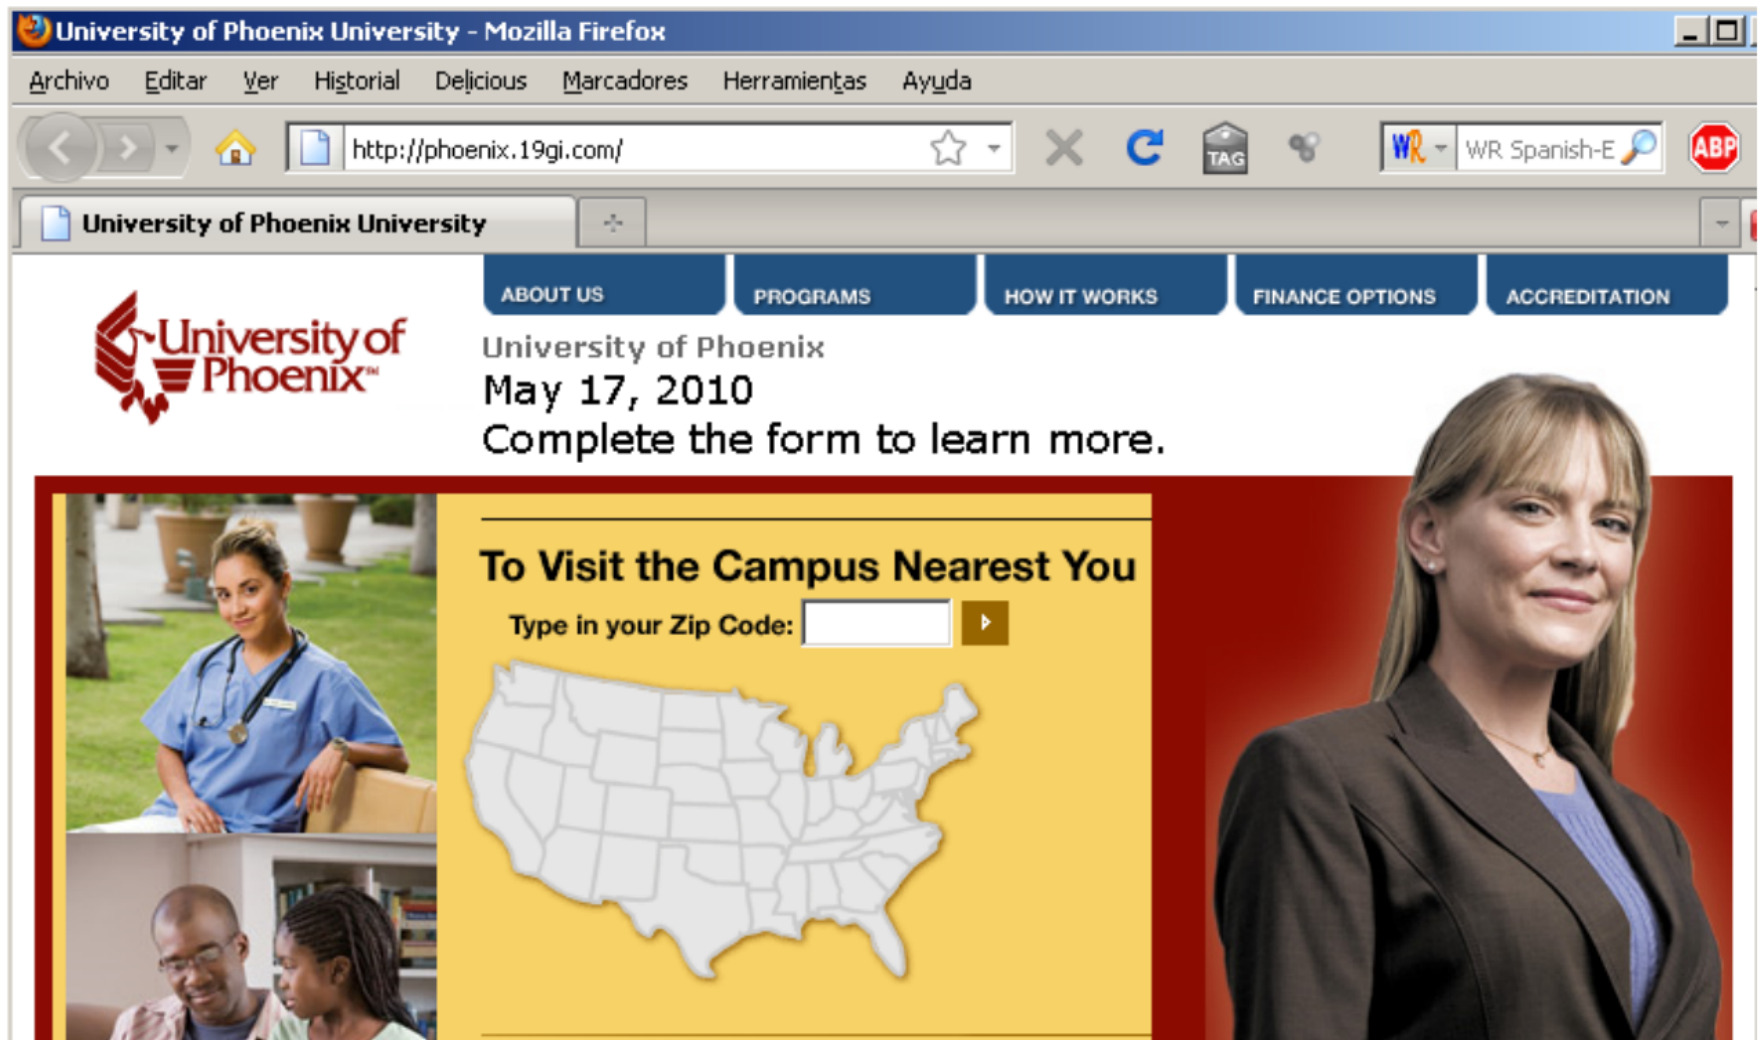 University of Phoenix University - Mozilla Firefox
Archivo Editar Ver Historial Delicious Marcadores Herramientas Ayuda
http://phoenix.19gi.com/
TAG
WR
WR Spanish-E
ABP
University of Phoenix University
University of
Phoenix℠
ABOUT US
PROGRAMS
HOW IT WORKS
FINANCE OPTIONS
ACCREDITATION
University of Phoenix
May 17, 2010
Complete the form to learn more.
To Visit the Campus Nearest You
Type in your Zip Code: